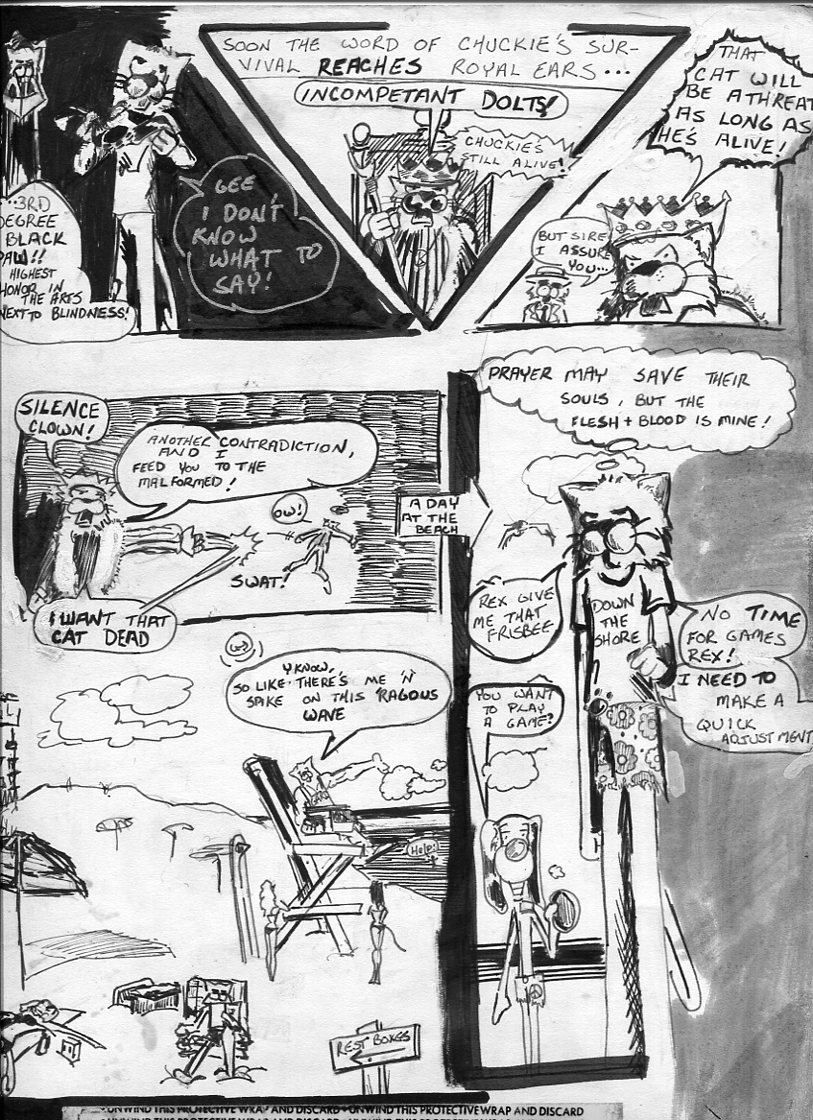 ...3RD
DEGREE
BLACK
PAW!!
HIGHEST
HONOR IN
THE ARTS
NEXT TO BLINDNESS!
GEE
I DON'T
KNOW
WHAT TO
SAY!
SOON THE WORD OF CHUCKIE'S SUR-
VIVAL REACHES ROYAL EARS...
INCOMPETANT DOLTS!
CHUCKIE'S
STILL ALIVE!
THAT
CAT WILL
BE A THREAT
AS LONG AS
HE'S ALIVE!
BUT SIRE
I ASSURE
YOU...
SILENCE
CLOWN!
ANOTHER CONTRADICTION,
AND I
FEED YOU TO THE
MALFORMED!
OW!
SWAT!
I WANT THAT
CAT DEAD
PRAYER MAY SAVE THEIR
SOULS, BUT THE
FLESH + BLOOD IS MINE!
A DAY
AT THE
BEACH
REX GIVE
ME THAT
FRISBEE
DOWN
THE
SHORE
NO TIME
FOR GAMES
REX!
I NEED TO
MAKE A
QUICK
ADJUSTMENT
YOU WANT
TO PLAY
A GAME?
Y'KNOW,
SO LIKE THERE'S ME 'N'
SPIKE ON THIS 'RAGOUS
WAVE
Help!
REST BOXES
UNWIND THIS PROTECTIVE WRAP AND DISCARD • UNWIND THIS PROTECTIVE WRAP AND DISCARD